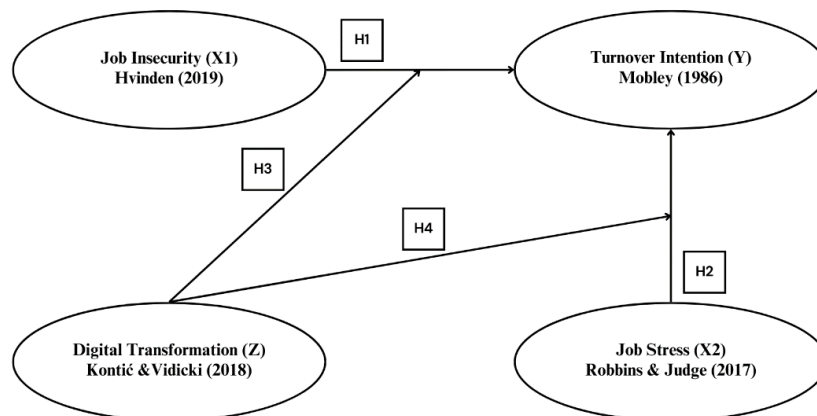 H1
Job Insecurity (X1)
Hvinden (2019)
Turnover Intention (Y)
Mobley (1986)
H3
H4
H2
Digital Transformation (Z)
Kontić &Vidicki (2018)
Job Stress (X2)
Robbins & Judge (2017)